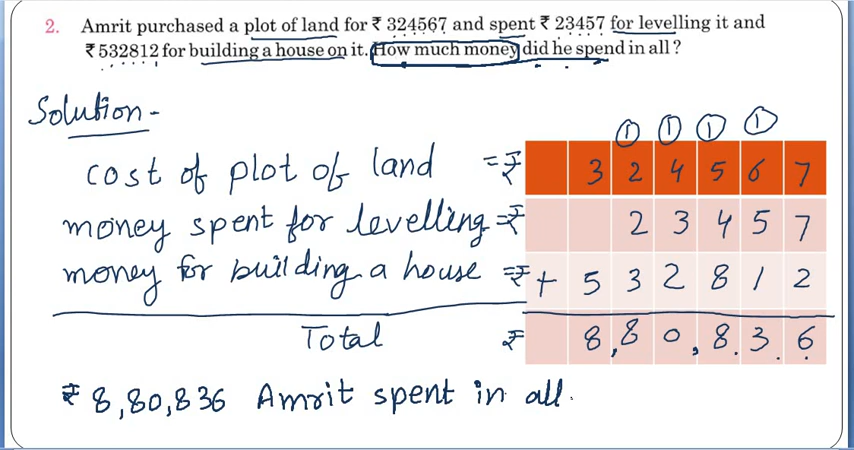 2. Amrit purchased a plot of land for ₹ 324567 and spent ₹ 23457 for levelling it and
₹ 532812 for building a house on it. How much money did he spend in all ?
Solution -
① ① ① ①
cost of plot of land =₹ 3 2 4 5 6 7
money spent for levelling =₹ 2 3 4 5 7
money for building a house =₹ + 5 3 2 8 1 2
Total ₹ 8,8 0,8 3 6
₹ 8,80,836 Amrit spent in all.